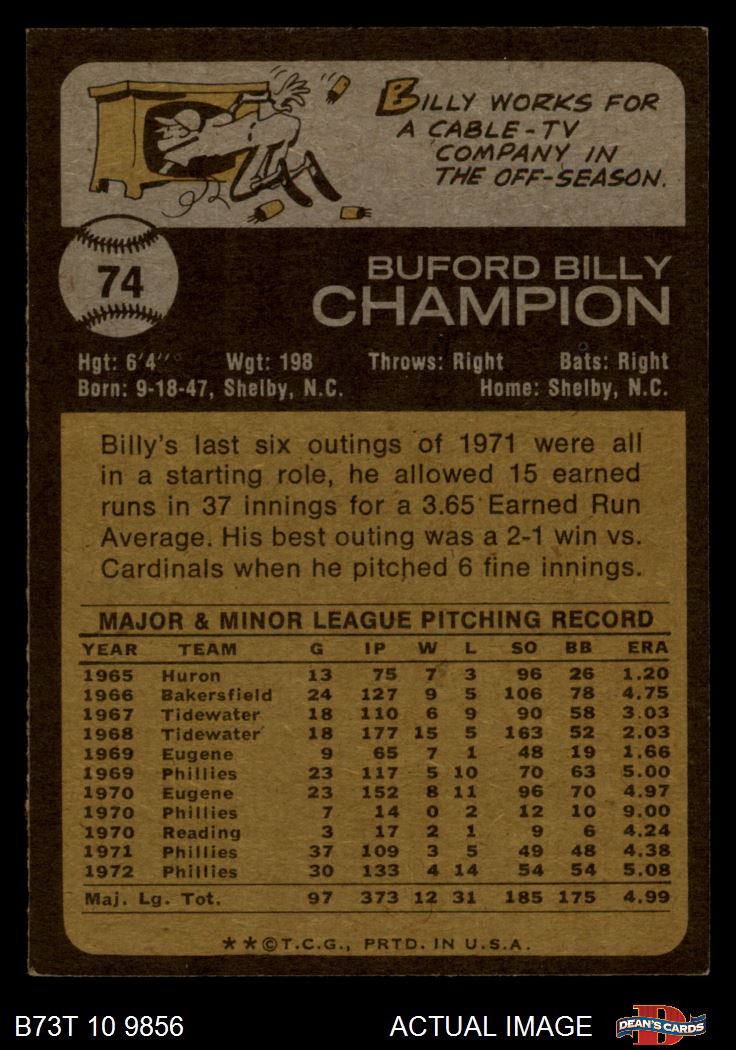 BILLY WORKS FOR
A CABLE-TV
COMPANY IN
THE OFF-SEASON.
74
BUFORD BILLY
CHAMPION
Hgt: 6'4" Wgt: 198 Throws: Right Bats: Right
Born: 9-18-47, Shelby, N.C. Home: Shelby, N.C.
Billy's last six outings of 1971 were all
in a starting role, he allowed 15 earned
runs in 37 innings for a 3.65 Earned Run
Average. His best outing was a 2-1 win vs.
Cardinals when he pitched 6 fine innings.
MAJOR & MINOR LEAGUE PITCHING RECORD
YEAR TEAM G IP W L SO BB ERA
1965 Huron 13 75 7 3 96 26 1.20
1966 Bakersfield 24 127 9 5 106 78 4.75
1967 Tidewater 18 110 6 9 90 58 3.03
1968 Tidewater 18 177 15 5 163 52 2.03
1969 Eugene 9 65 7 1 48 19 1.66
1969 Phillies 23 117 5 10 70 63 5.00
1970 Eugene 23 152 8 11 96 70 4.97
1970 Phillies 7 14 0 2 12 10 9.00
1970 Reading 3 17 2 1 9 6 4.24
1971 Phillies 37 109 3 5 49 48 4.38
1972 Phillies 30 133 4 14 54 54 5.08
Maj. Lg. Tot. 97 373 12 31 185 175 4.99
★★©T.C.G., PRTD. IN U.S.A.
B73T 10 9856 ACTUAL IMAGE D DEAN'S CARDS